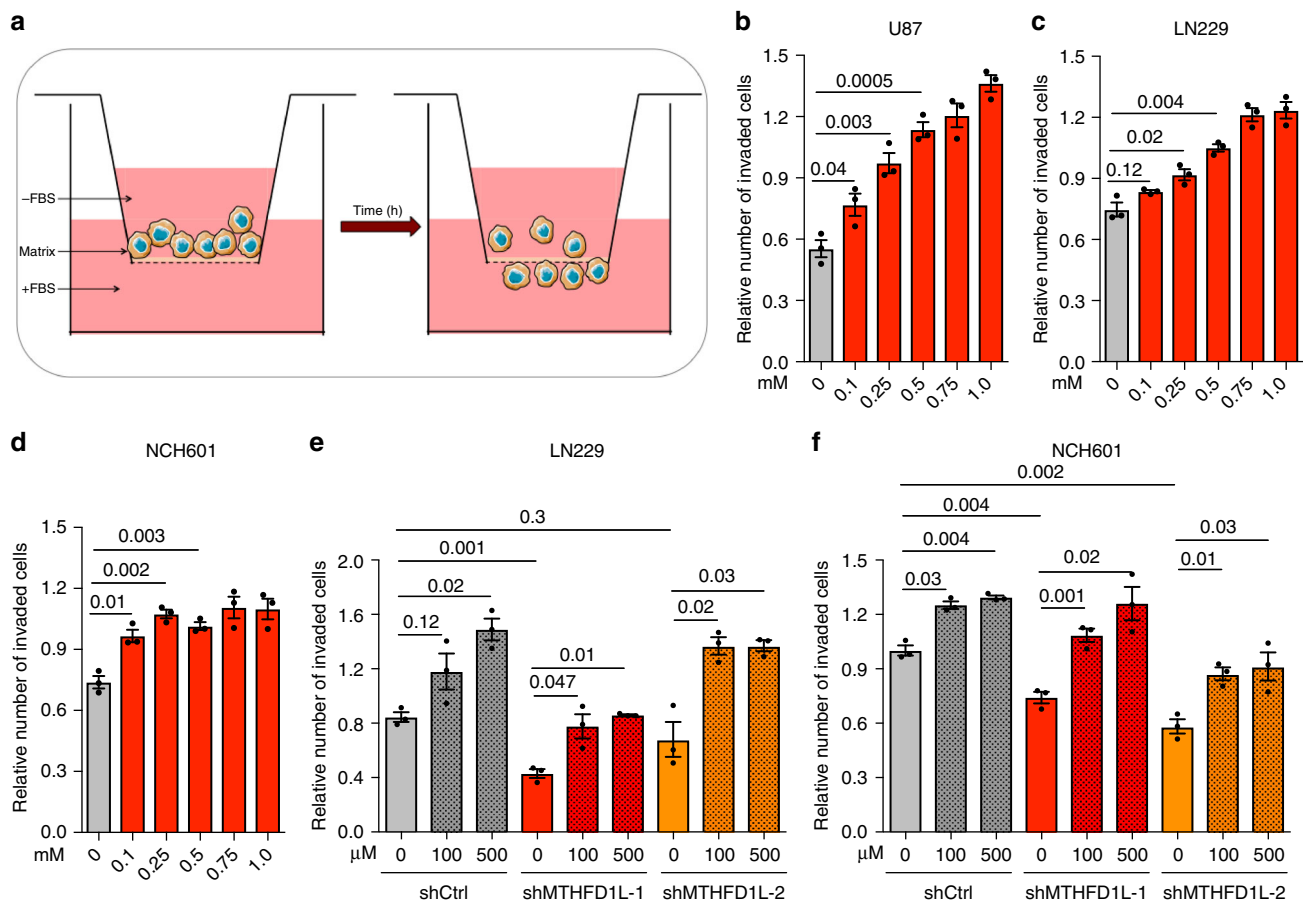 a
–FBS
Matrix
+FBS
Time (h)
b
U87
Relative number of invaded cells
1.5
1.2
0.9
0.6
0.3
0.0
0.0005
0.003
0.04
mM
0
0.1
0.25
0.5
0.75
1.0
c
LN229
Relative number of invaded cells
1.5
1.2
0.9
0.6
0.3
0.0
0.004
0.02
0.12
mM
0
0.1
0.25
0.5
0.75
1.0
d
NCH601
Relative number of invaded cells
1.5
1.2
0.9
0.6
0.3
0.0
0.003
0.002
0.01
mM
0
0.1
0.25
0.5
0.75
1.0
e
LN229
Relative number of invaded cells
2.0
1.6
1.2
0.8
0.4
0.0
0.3
0.001
0.02
0.12
0.01
0.047
0.03
0.02
μM
0 100 500 0 100 500 0 100 500
shCtrl shMTHFD1L-1 shMTHFD1L-2
f
NCH601
Relative number of invaded cells
1.5
1.2
0.9
0.6
0.3
0.0
0.002
0.004
0.004
0.03
0.02
0.001
0.03
0.01
μM
0 100 500 0 100 500 0 100 500
shCtrl shMTHFD1L-1 shMTHFD1L-2